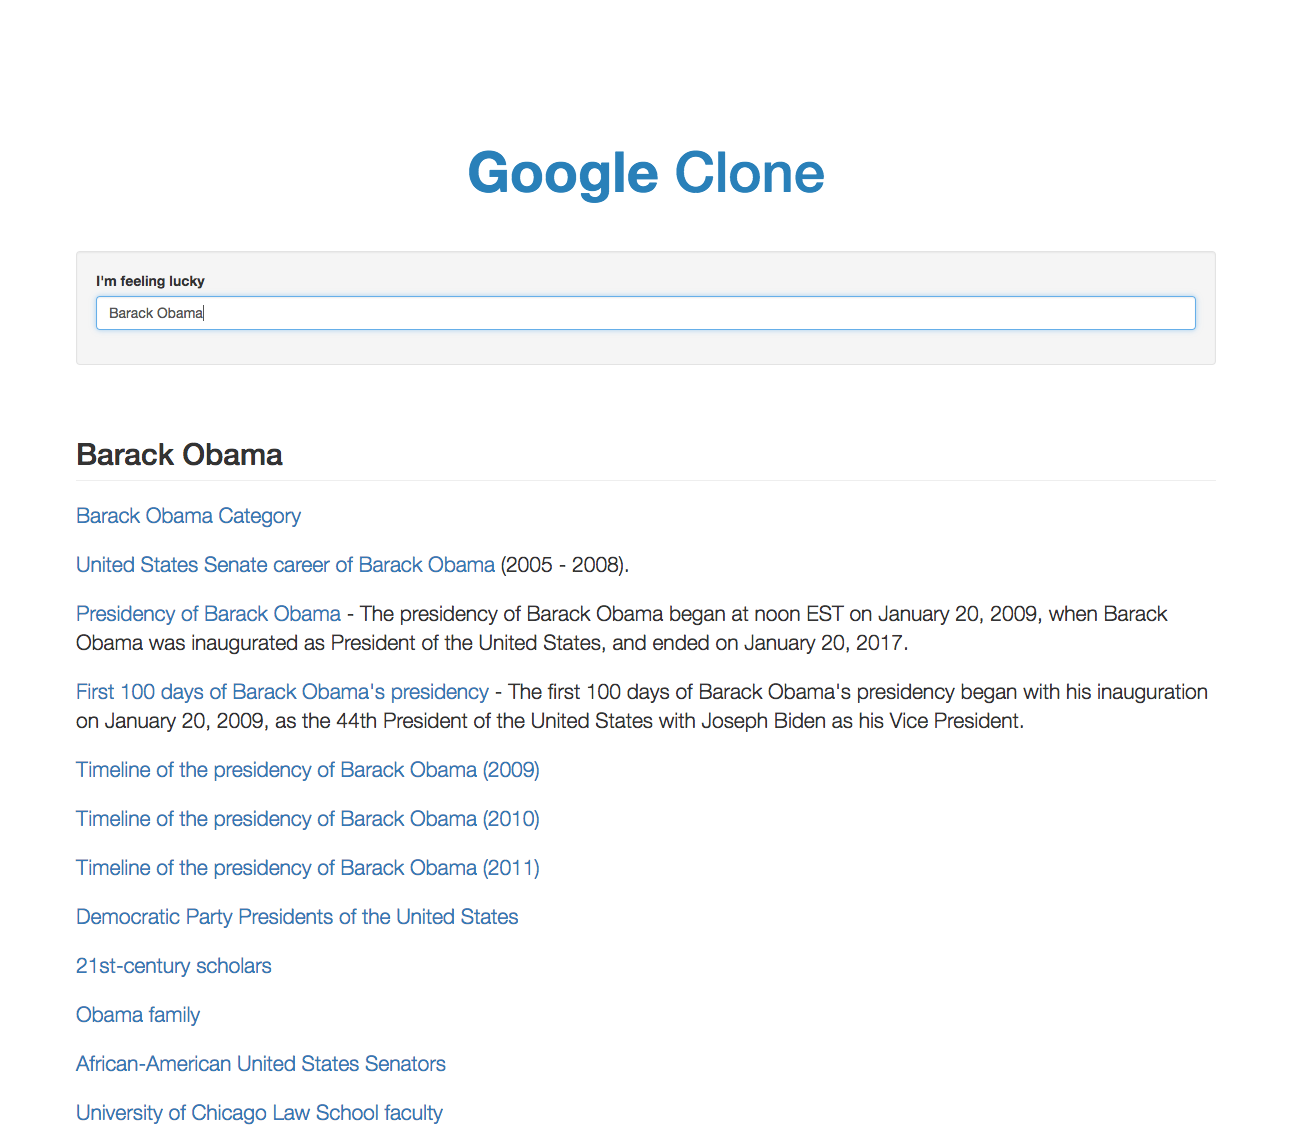 Google Clone
I'm feeling lucky
Barack Obama
Barack Obama
Barack Obama Category
United States Senate career of Barack Obama (2005 - 2008).
Presidency of Barack Obama - The presidency of Barack Obama began at noon EST on January 20, 2009, when Barack
Obama was inaugurated as President of the United States, and ended on January 20, 2017.
First 100 days of Barack Obama's presidency - The first 100 days of Barack Obama's presidency began with his inauguration
on January 20, 2009, as the 44th President of the United States with Joseph Biden as his Vice President.
Timeline of the presidency of Barack Obama (2009)
Timeline of the presidency of Barack Obama (2010)
Timeline of the presidency of Barack Obama (2011)
Democratic Party Presidents of the United States
21st-century scholars
Obama family
African-American United States Senators
University of Chicago Law School faculty